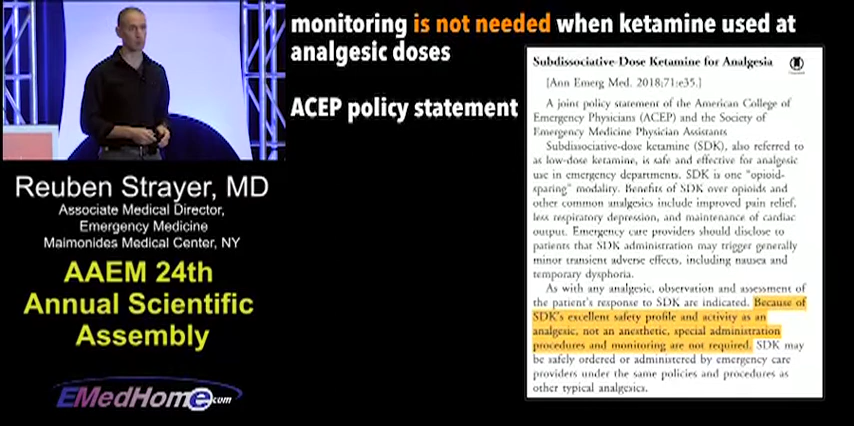 monitoring is not needed when ketamine used at
analgesic doses
ACEP policy statement
Subdissociative-Dose Ketamine for Analgesia
[Ann Emerg Med. 2018;71:e35.]
A joint policy statement of the American College of
Emergency Physicians (ACEP) and the Society of
Emergency Medicine Physician Assistants
Subdissociative-dose ketamine (SDK), also referred to
as low-dose ketamine, is safe and effective for analgesic
use in emergency departments. SDK is one "opioid-
sparing" modality. Benefits of SDK over opioids and
other common analgesics include improved pain relief,
less respiratory depression, and maintenance of cardiac
output. Emergency care providers should disclose to
patients that SDK administration may trigger generally
minor transient adverse effects, including nausea and
temporary dysphoria.
As with any analgesic, observation and assessment of
the patient's response to SDK are indicated. Because of
SDK's excellent safety profile and activity as an
analgesic, not an anesthetic, special administration
procedures and monitoring are not required. SDK may
be safely ordered or administered by emergency care
providers under the same policies and procedures as
other typical analgesics.
Reuben Strayer, MD
Associate Medical Director,
Emergency Medicine
Maimonides Medical Center, NY
AAEM 24th
Annual Scientific
Assembly
EMedHome.com